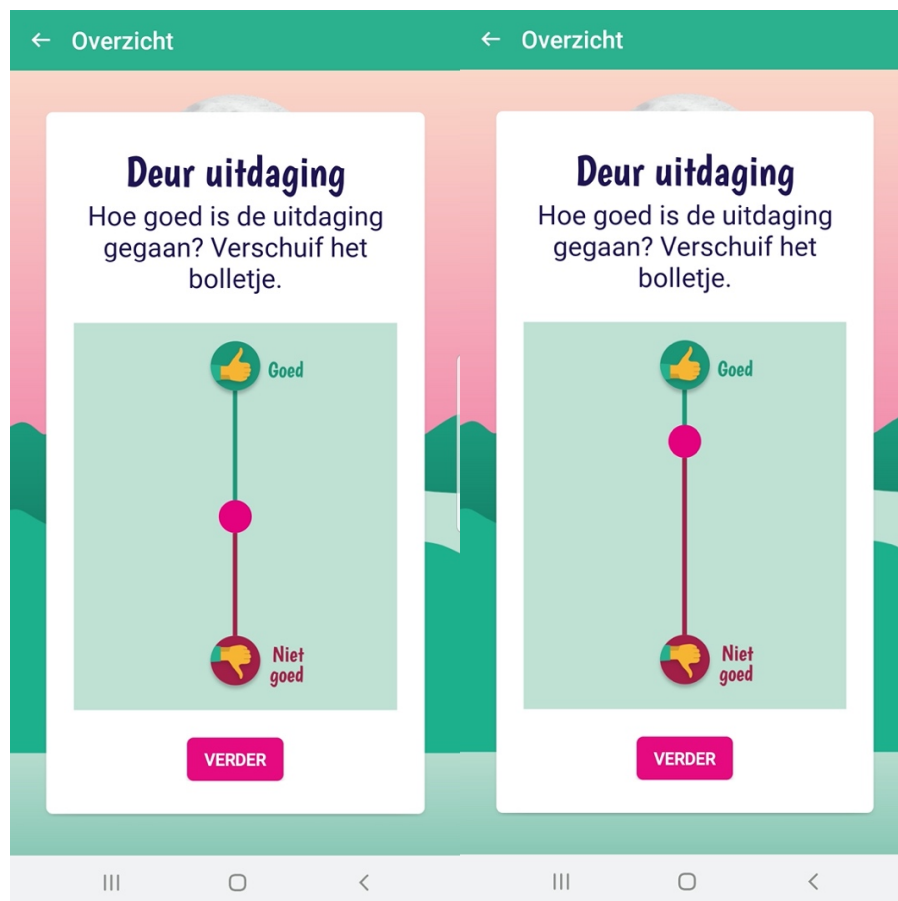 Overzicht
Deur uitdaging
Hoe goed is de uitdaging
gegaan? Verschuif het
bolletje.
Goed
Niet
goed
VERDER
Overzicht
Deur uitdaging
Hoe goed is de uitdaging
gegaan? Verschuif het
bolletje.
Goed
Niet
goed
VERDER